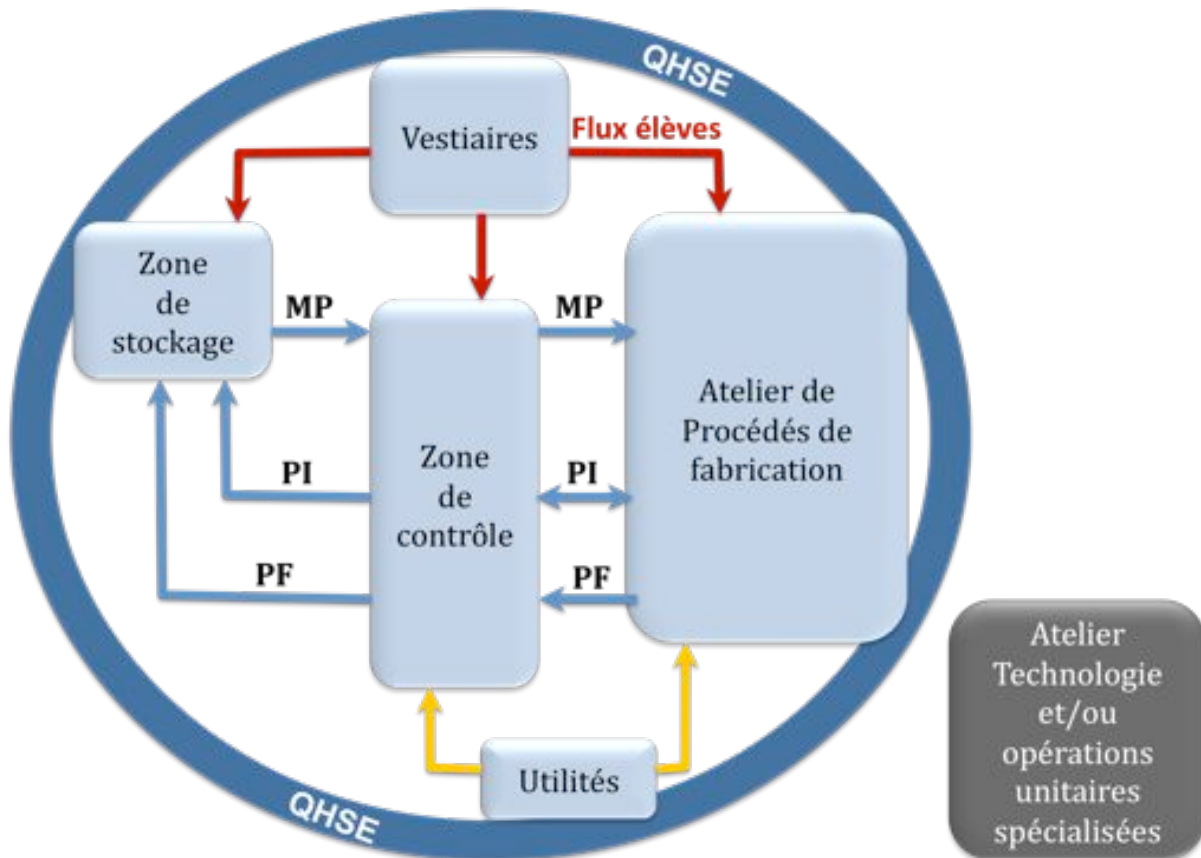 QHSE
Vestiaires
Flux élèves
Zone
de
stockage
MP
MP
Atelier de
Procédés de
fabrication
Zone
de
contrôle
PI
PI
PF
PF
Utilités
QHSE
Atelier
Technologie
et/ou
opérations
unitaires
spécialisées